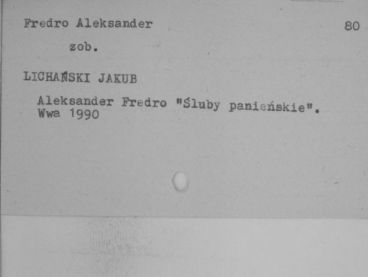 Fredro Aleksander 80
zob.
LICHAŃSKI JAKUB
Aleksander Fredro "Śluby panieńskie".
Wwa 1990